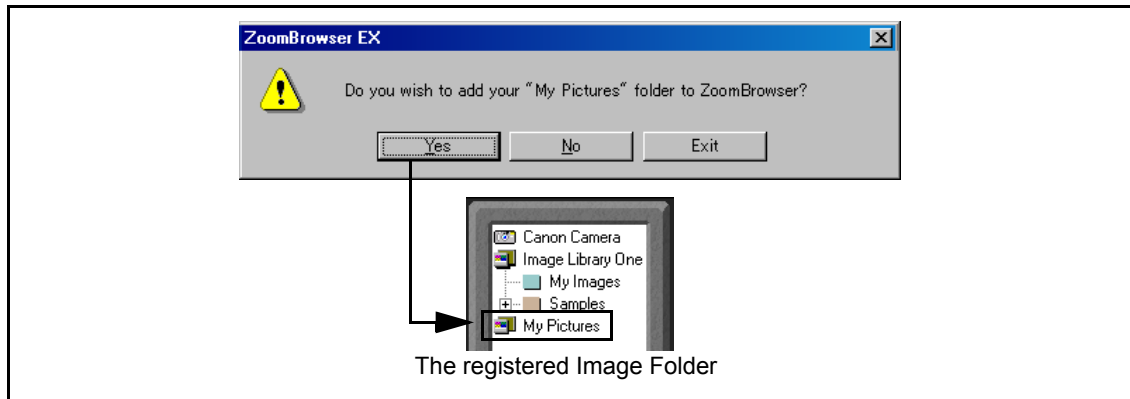 ZoomBrowser EX
Do you wish to add your "My Pictures" folder to ZoomBrowser?
Yes No Exit
Canon Camera
Image Library One
My Images
Samples
My Pictures
The registered Image Folder